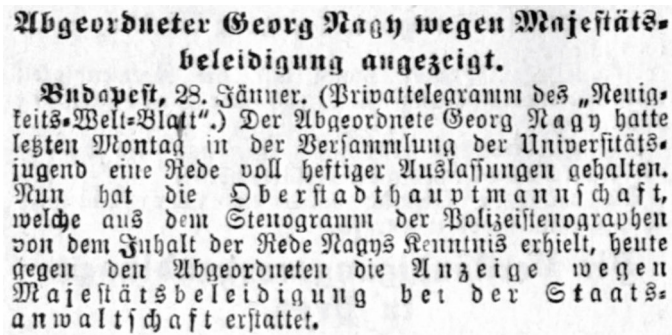 Abgeordneter Georg Nagy wegen Majestäts-
beleidigung angezeigt.
Budapest, 28. Jänner. (Privattelegramm des „Neuig-
keits-Welt-Blatt“.) Der Abgeordnete Georg Nagy hatte
letzten Montag in der Versammlung der Universitäts-
jugend eine Rede voll heftiger Auslassungen gehalten.
Nun hat die Oberstadthauptmannschaft,
welche aus dem Stenogramm der Polizeistenographen
von dem Inhalt der Rede Nagys Kenntnis erhielt, heute
gegen den Abgeordneten die Anzeige wegen
Majestätsbeleidigung bei der Staats-
anwaltschaft erstattet.